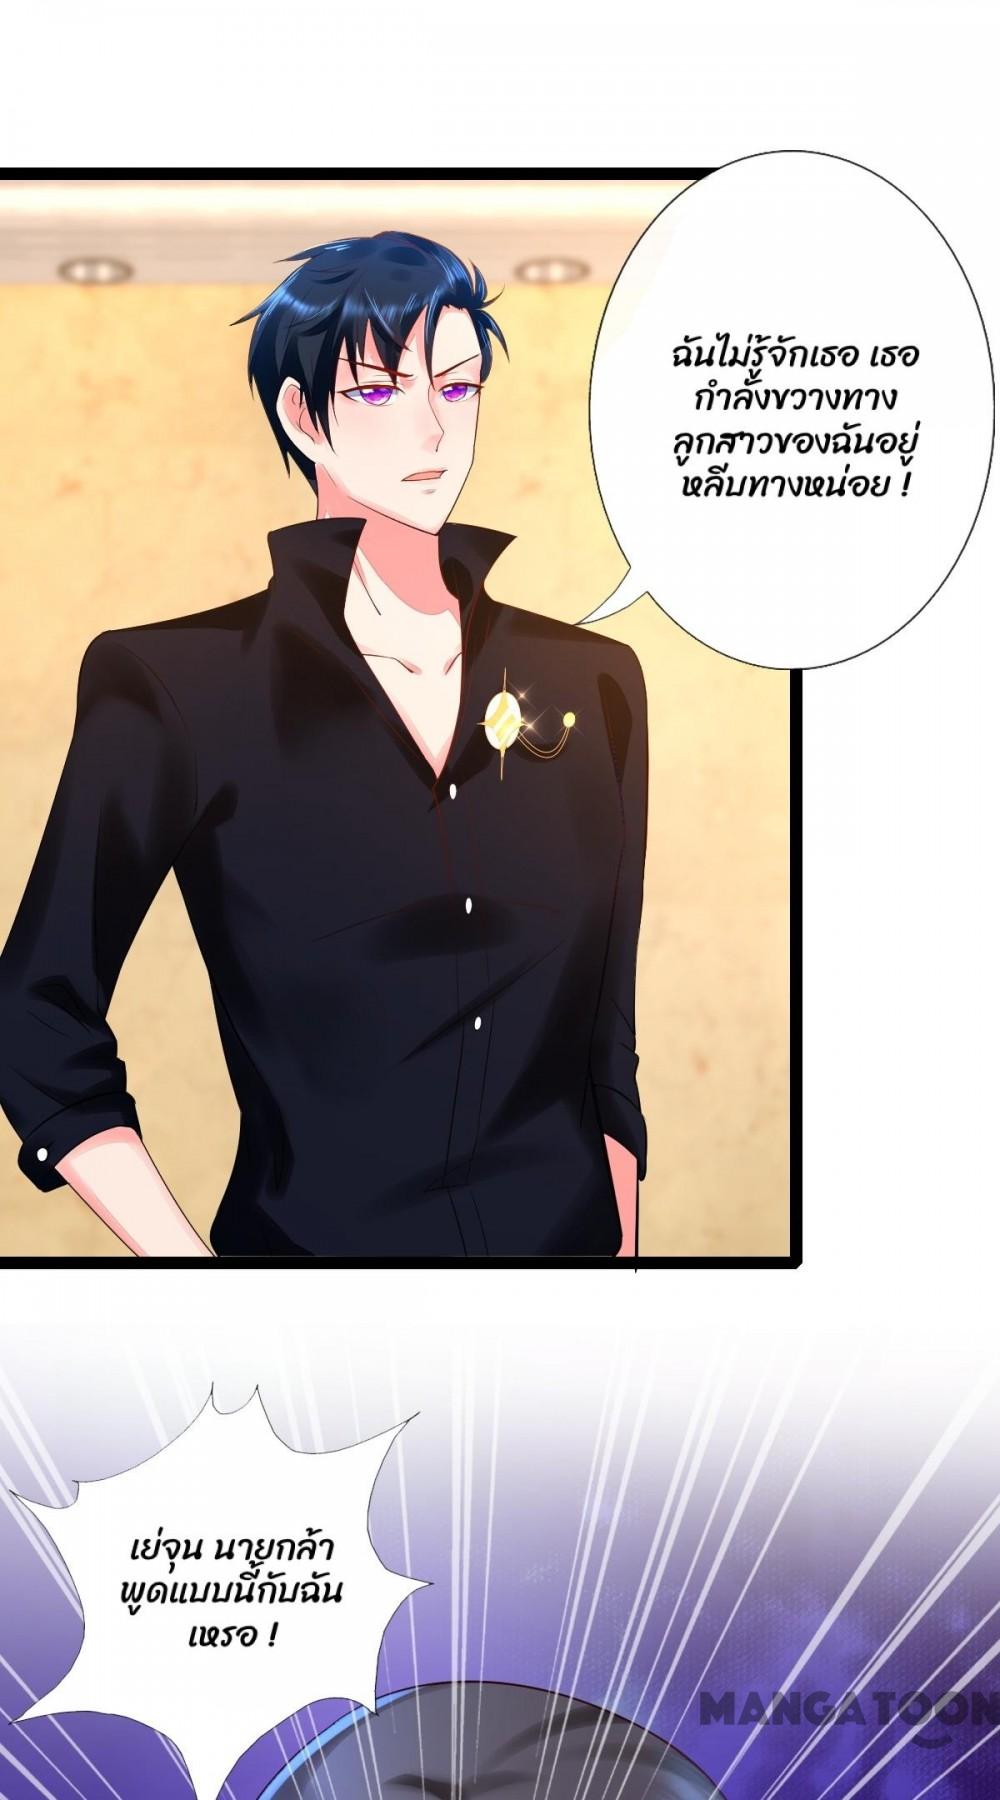 ฉันไม่รู้จักเธอ เธอ
กำลังขวางทาง
ลูกสาวของฉันอยู่
หลีบทางหน่อย !
เย่จุน นายกล้า
พูดแบบนี้กับฉัน
เหรอ !
MANGATOON